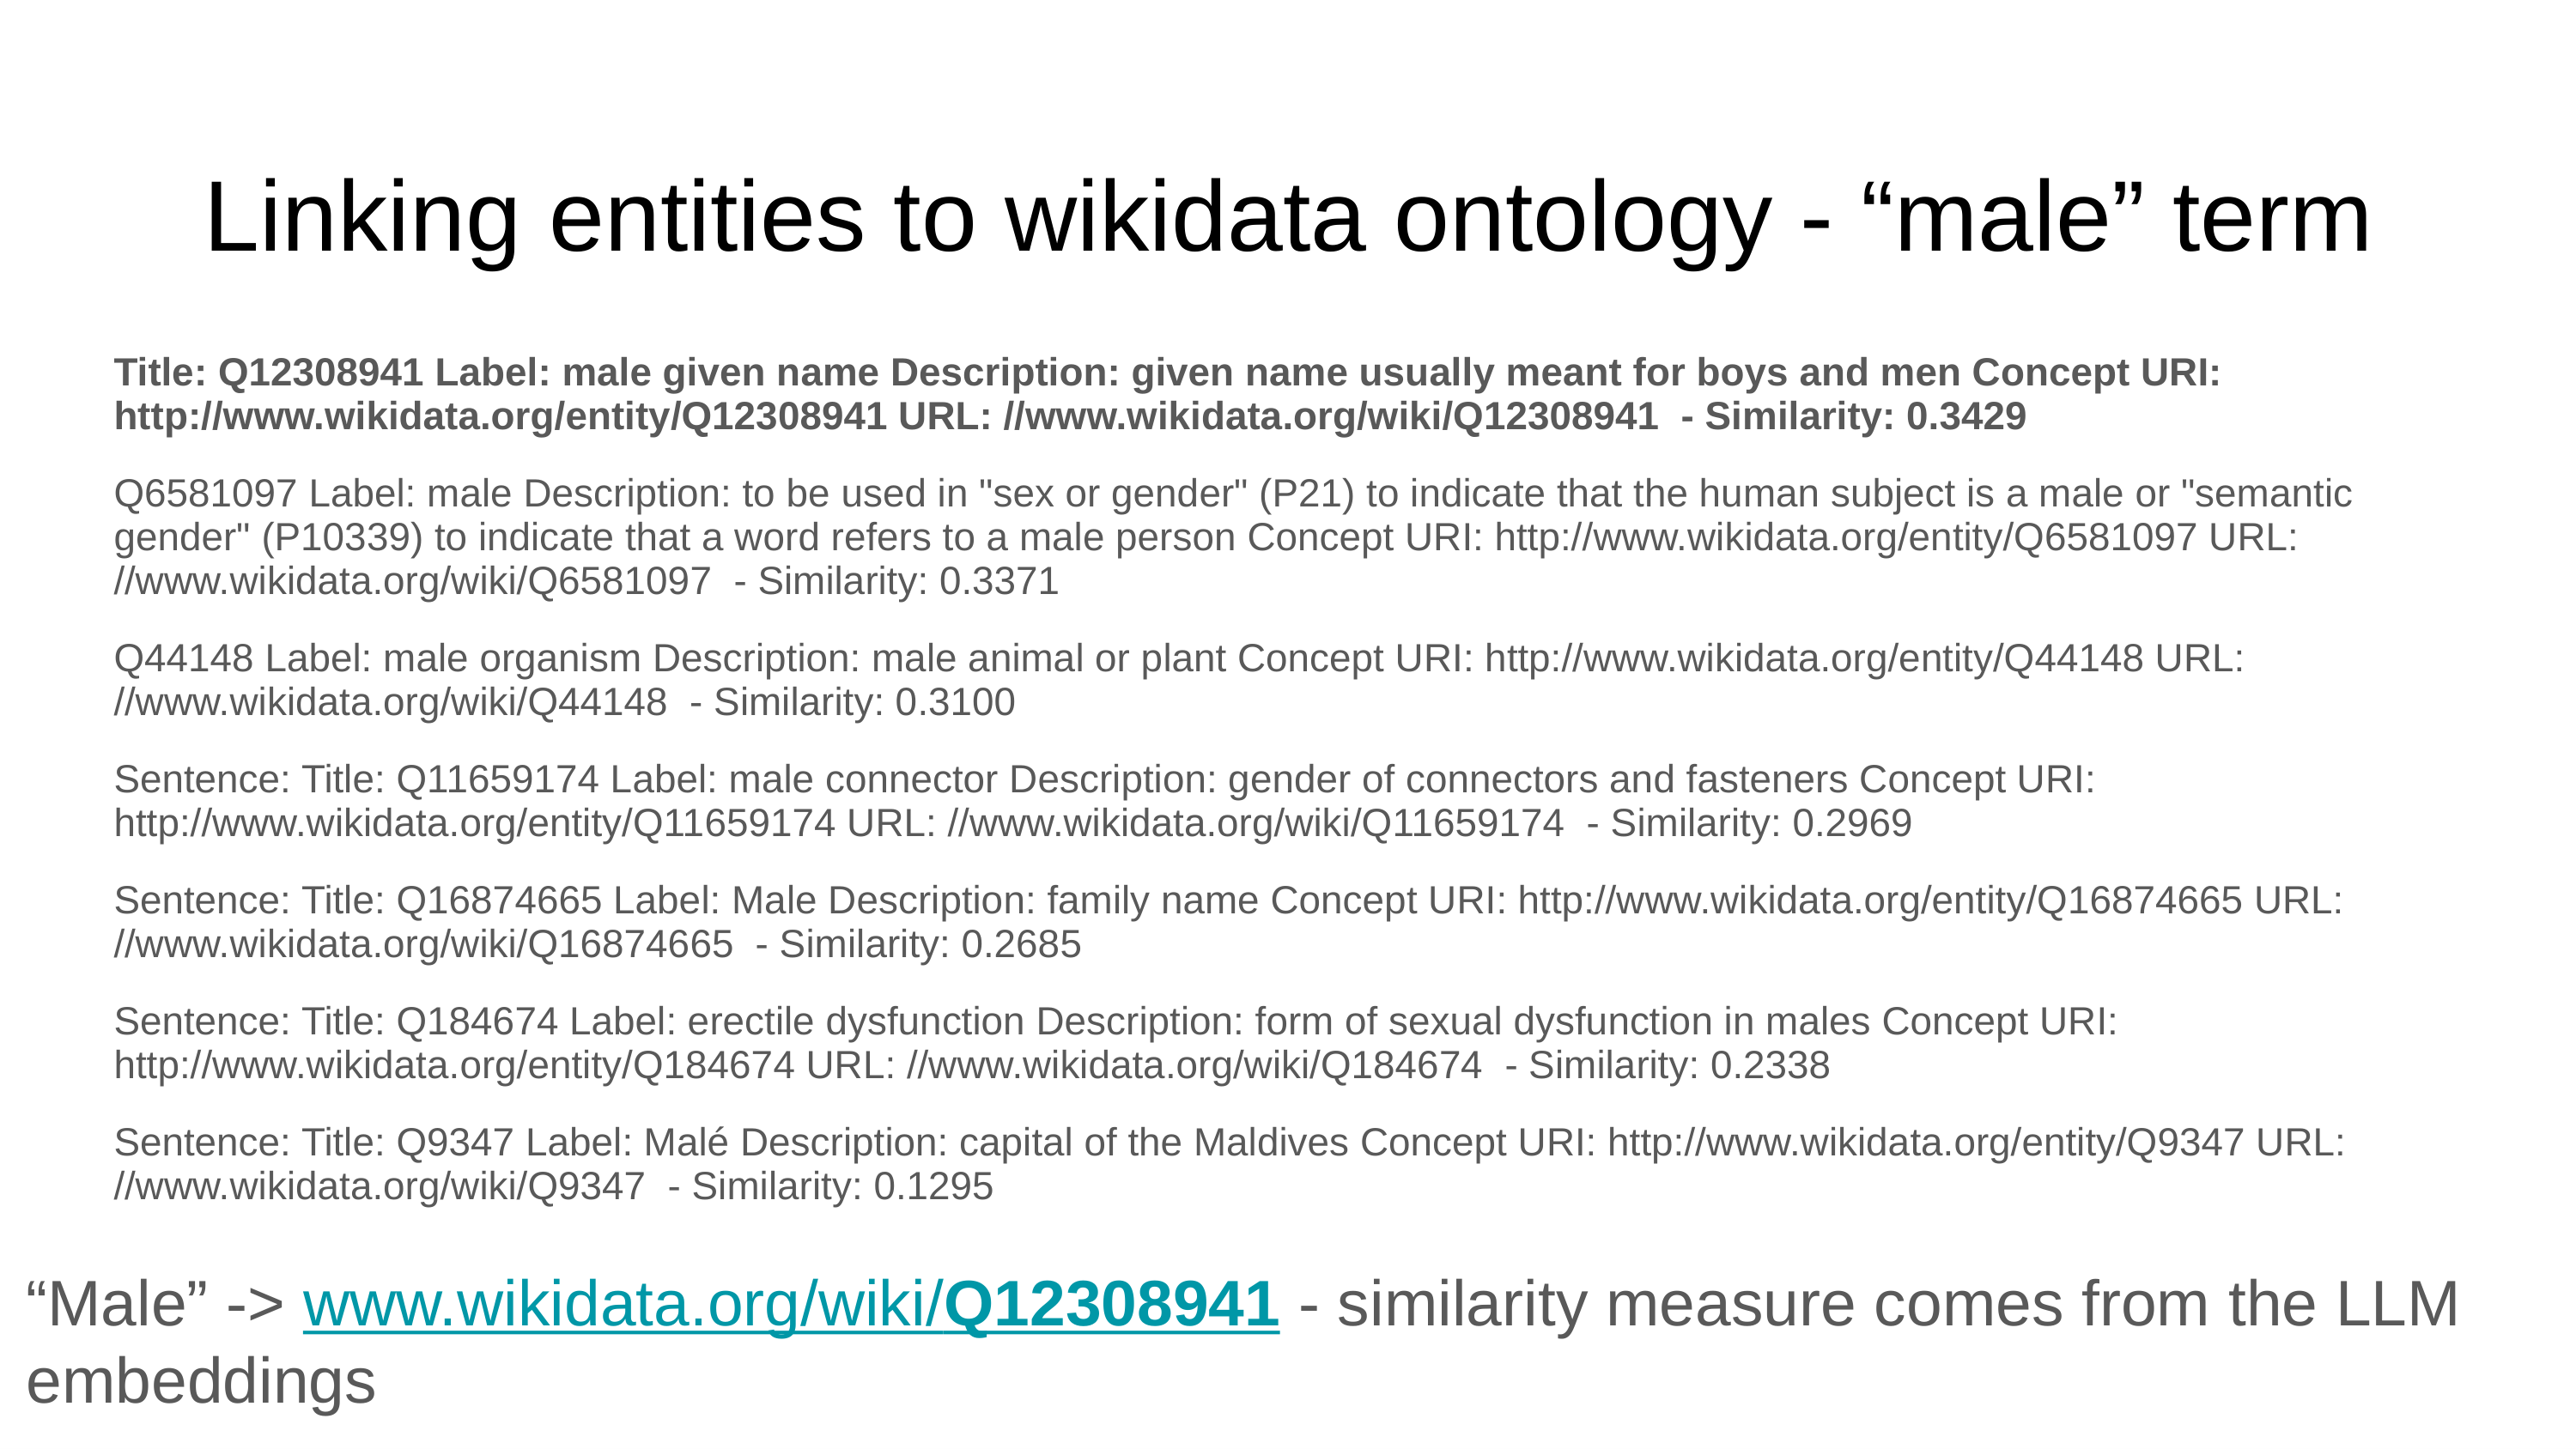 Linking entities to wikidata ontology - “male” term
Title: Q12308941 Label: male given name Description: given name usually meant for boys and men Concept URI:
http://www.wikidata.org/entity/Q12308941 URL: //www.wikidata.org/wiki/Q12308941  - Similarity: 0.3429
Q6581097 Label: male Description: to be used in "sex or gender" (P21) to indicate that the human subject is a male or "semantic
gender" (P10339) to indicate that a word refers to a male person Concept URI: http://www.wikidata.org/entity/Q6581097 URL:
//www.wikidata.org/wiki/Q6581097  - Similarity: 0.3371
Q44148 Label: male organism Description: male animal or plant Concept URI: http://www.wikidata.org/entity/Q44148 URL:
//www.wikidata.org/wiki/Q44148  - Similarity: 0.3100
Sentence: Title: Q11659174 Label: male connector Description: gender of connectors and fasteners Concept URI:
http://www.wikidata.org/entity/Q11659174 URL: //www.wikidata.org/wiki/Q11659174  - Similarity: 0.2969
Sentence: Title: Q16874665 Label: Male Description: family name Concept URI: http://www.wikidata.org/entity/Q16874665 URL:
//www.wikidata.org/wiki/Q16874665  - Similarity: 0.2685
Sentence: Title: Q184674 Label: erectile dysfunction Description: form of sexual dysfunction in males Concept URI:
http://www.wikidata.org/entity/Q184674 URL: //www.wikidata.org/wiki/Q184674  - Similarity: 0.2338
Sentence: Title: Q9347 Label: Malé Description: capital of the Maldives Concept URI: http://www.wikidata.org/entity/Q9347 URL:
//www.wikidata.org/wiki/Q9347  - Similarity: 0.1295
“Male” -> www.wikidata.org/wiki/Q12308941 - similarity measure comes from the LLM
embeddings